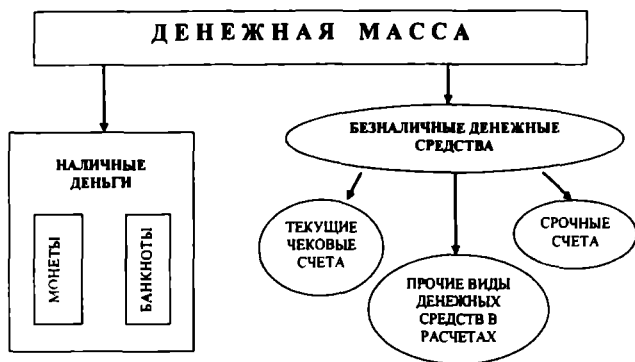 ДЕНЕЖНАЯ МАССА
НАЛИЧНЫЕ
ДЕНЬГИ
МОНЕТЫ
БАНКНОТЫ
БЕЗНАЛИЧНЫЕ ДЕНЕЖНЫЕ
СРЕДСТВА
ТЕКУЩИЕ
ЧЕКОВЫЕ
СЧЕТА
ПРОЧИЕ ВИДЫ
ДЕНЕЖНЫХ
СРЕДСТВ В
РАСЧЕТАХ
СРОЧНЫЕ
СЧЕТА